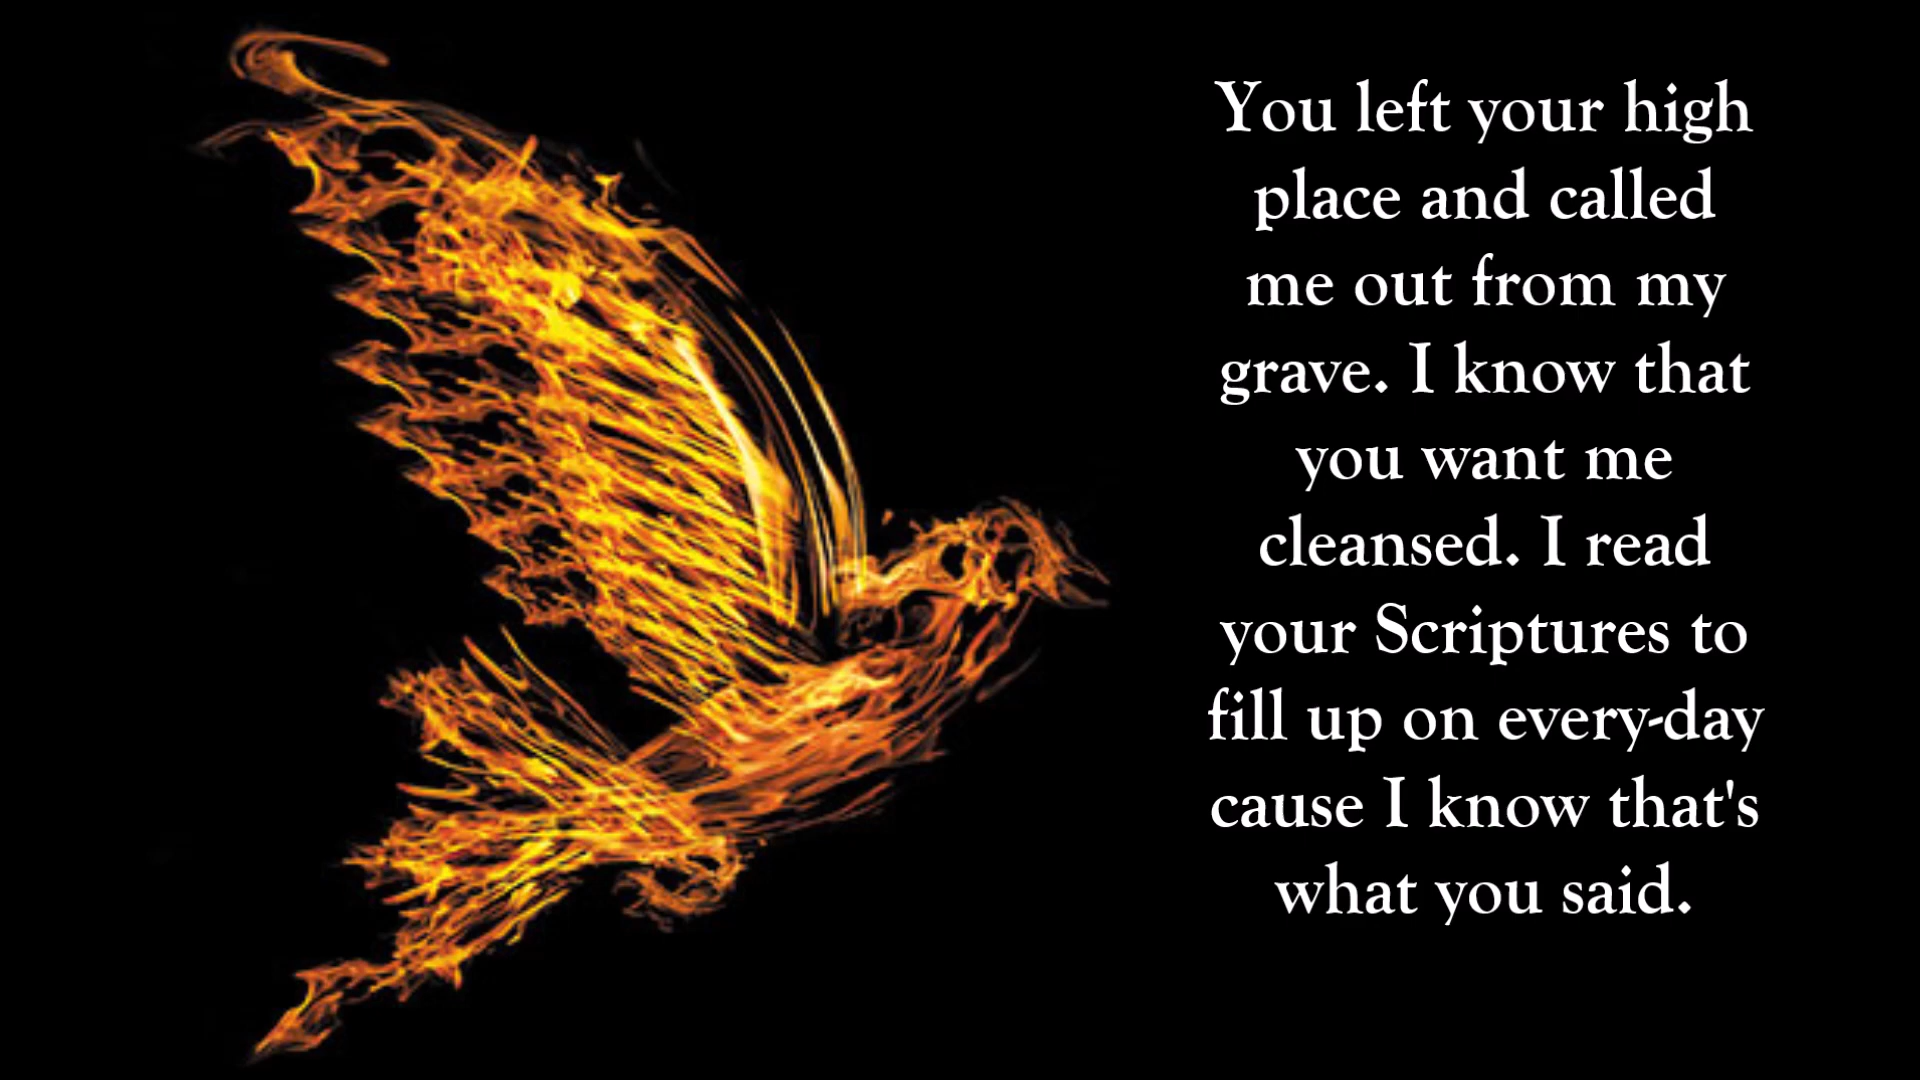 You left your high
place and called
me out from my
grave. I know that
you want me
cleansed. I read
your Scriptures to
fill up on every-day
cause I know that's
what you said.